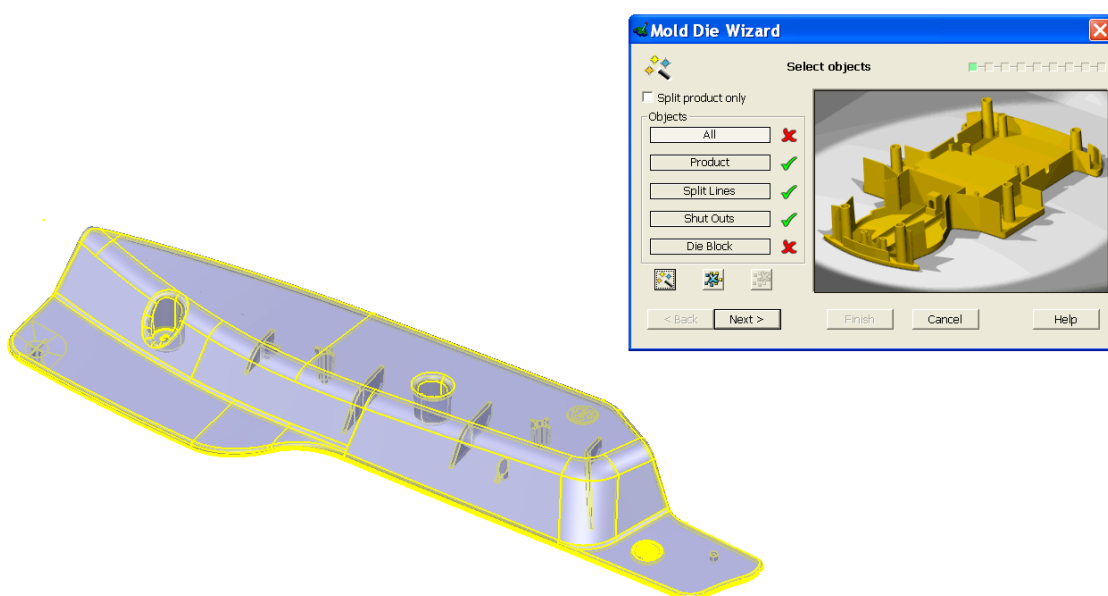 Mold Die Wizard
Select objects
Split product only
Objects
All
Product
Split Lines
Shut Outs
Die Block
< Back
Next >
Finish
Cancel
Help